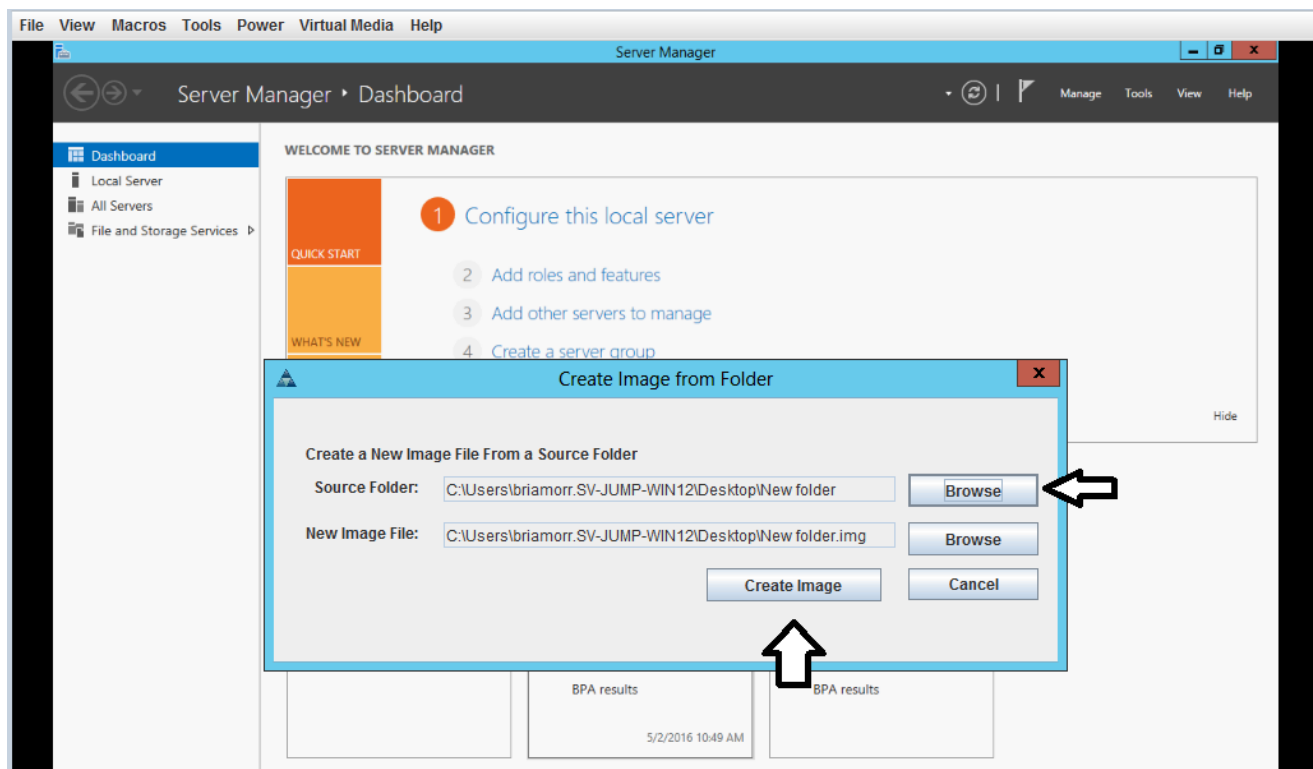 File View Macros Tools Power Virtual Media Help
Server Manager
Server Manager • Dashboard
Manage Tools View Help
Dashboard
Local Server
All Servers
File and Storage Services
WELCOME TO SERVER MANAGER
QUICK START
WHAT'S NEW
1 Configure this local server
2 Add roles and features
3 Add other servers to manage
4 Create a server group
Hide
Create Image from Folder
x
Create a New Image File From a Source Folder
Source Folder: C:\Users\briamorr.SV-JUMP-WIN12\Desktop\New folder Browse
New Image File: C:\Users\briamorr.SV-JUMP-WIN12\Desktop\New folder.img Browse
Create Image Cancel
BPA results
5/2/2016 10:49 AM
BPA results